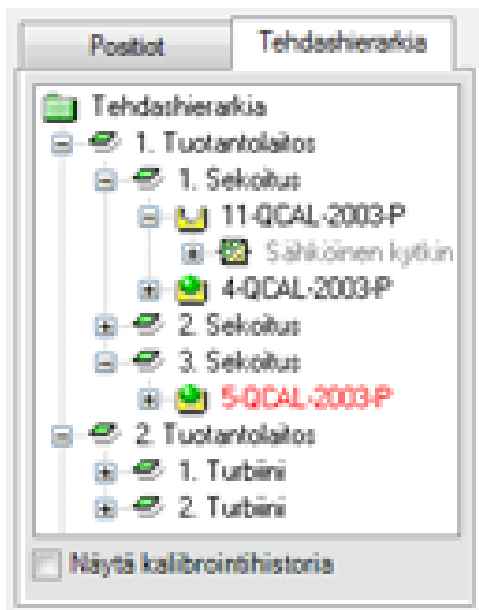 Positiot Tehdashierarkia
Tehdashierarkia
1. Tuotantolaitos
1. Sekoitus
11-QCAL-2003-P
Sähköinen kytkin
4-QCAL-2003-P
2. Sekoitus
3. Sekoitus
5-QCAL-2003-P
2. Tuotantolaitos
1. Turbiini
2. Turbiini
Näytä kalibrointihistoria